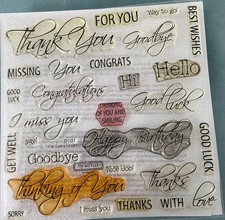 FOR YOU
"Way to go"
BEST WISHES
Thank You
Goodbye
MISSING YOU
CONGRATS
Hi!
Hello
GOOD
LUCK
Congratulations
THINKING
OF YOU AND
SMILING
Good luck
I miss you
GET WELL
Happy Birthday
GOOD LUCK
Goodbye
Nice Job!
Thinking of You
Thanks
SORRY
I miss you
THANKS WITH love